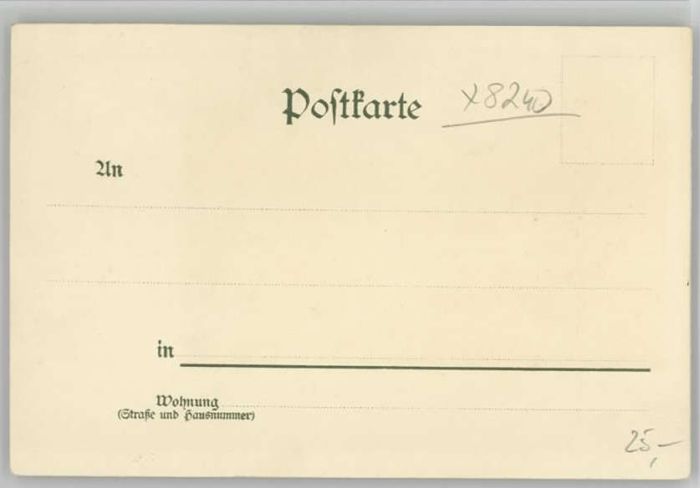 Postkarte x8240
An
in
Wohnung
(Straße und Hausnummer)
25,-